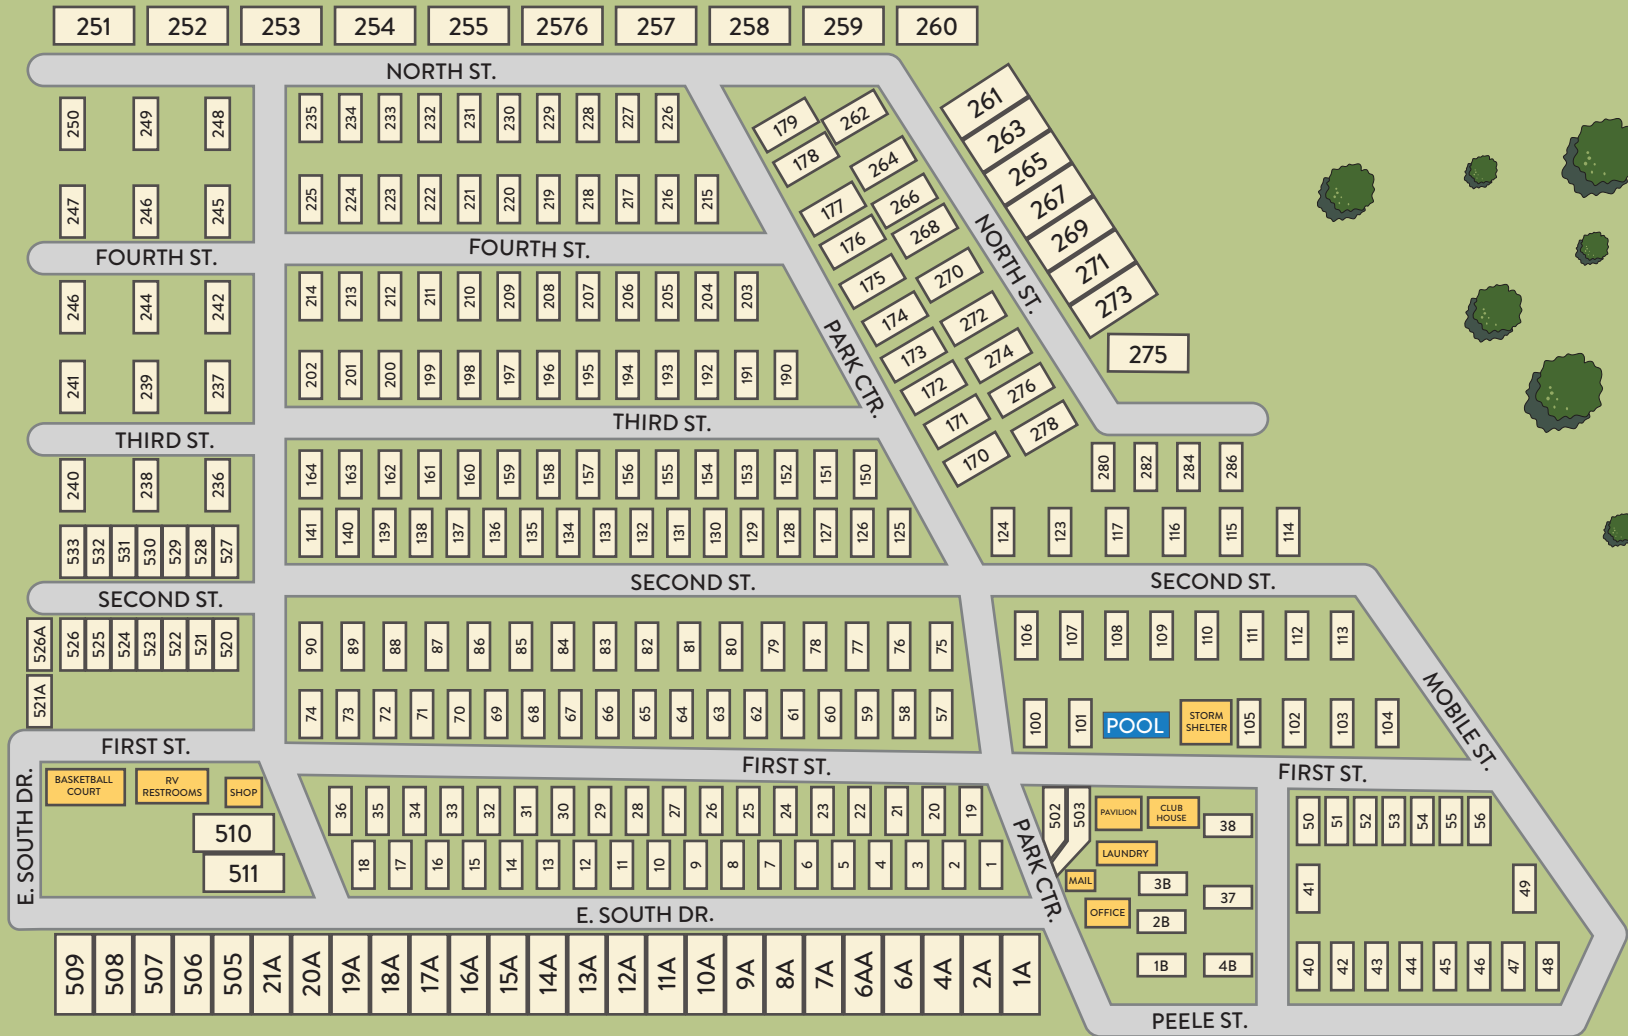 251 252 253 254 255 2576 257 258 259 260
NORTH ST.
250 249 248
235 234 233 232 231 230 229 228 227 226
179 262
261
263
265
267
269
271
273
275
178 264
247 246 245
225 224 223 222 221 220 219 218 217 216 215
177 266
176 268
NORTH ST.
FOURTH ST.
FOURTH ST.
175 270
174 272
173 274
172 276
171 278
170
246 244 242
214 213 212 211 210 209 208 207 206 205 204 203
PARK CTR.
241 239 237
202 201 200 199 198 197 196 195 194 193 192 191 190
THIRD ST.
THIRD ST.
240 238 236
164 163 162 161 160 159 158 157 156 155 154 153 152 151 150
280 282 284 286
533 532 531 530 529 528 527
141 140 139 138 137 136 135 134 133 132 131 130 129 128 127 126 125
124 123 117 116 115 114
SECOND ST.
SECOND ST.
SECOND ST.
526A 526 525 524 523 522 521 520
521A
90 89 88 87 86 85 84 83 82 81 80 79 78 77 76 75
106 107 108 109 110 111 112 113
MOBILE ST.
74 73 72 71 70 69 68 67 66 65 64 63 62 61 60 59 58 57
100 101
POOL
STORM
SHELTER
105 102 103 104
FIRST ST.
FIRST ST.
FIRST ST.
E. SOUTH DR.
BASKETBALL
COURT
RV
RESTROOMS
SHOP
510
511
36 35 34 33 32 31 30 29 28 27 26 25 24 23 22 21 20 19
18 17 16 15 14 13 12 11 10 9 8 7 6 5 4 3 2 1
PARK CTR.
502 503
PAVILION
CLUB
HOUSE
38
LAUNDRY
MAIL
3B
37
OFFICE
2B
1B 4B
50 51 52 53 54 55 56
41 49
40 42 43 44 45 46 47 48
E. SOUTH DR.
509 508 507 506 505 21A 20A 19A 18A 17A 16A 15A 14A 13A 12A 11A 10A 9A 8A 7A 6AA 6A 4A 2A 1A
PEELE ST.